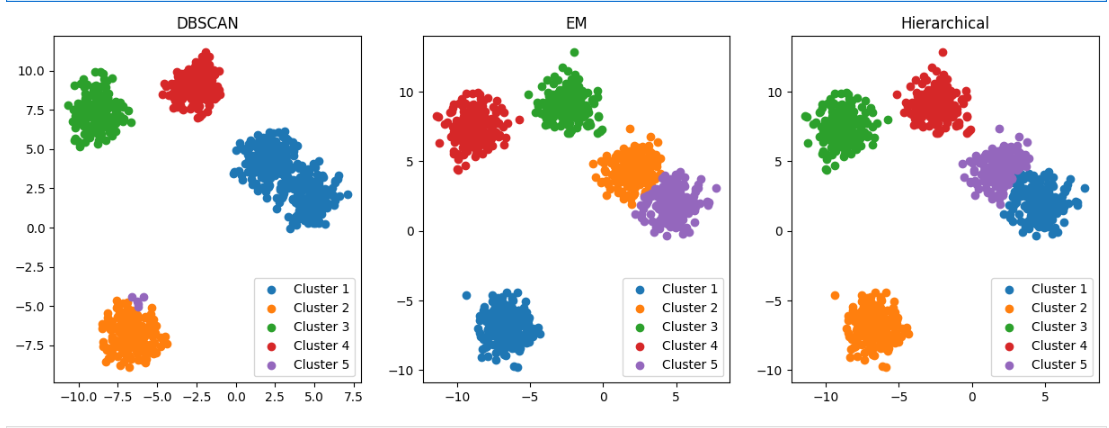 DBSCAN
10.0
7.5
5.0
2.5
0.0
−2.5
−5.0
−7.5
−10.0 −7.5 −5.0 −2.5 0.0 2.5 5.0 7.5
Cluster 1
Cluster 2
Cluster 3
Cluster 4
Cluster 5
EM
10
5
0
−5
−10
−10 −5 0 5
Cluster 1
Cluster 2
Cluster 3
Cluster 4
Cluster 5
Hierarchical
10
5
0
−5
−10
−10 −5 0 5
Cluster 1
Cluster 2
Cluster 3
Cluster 4
Cluster 5